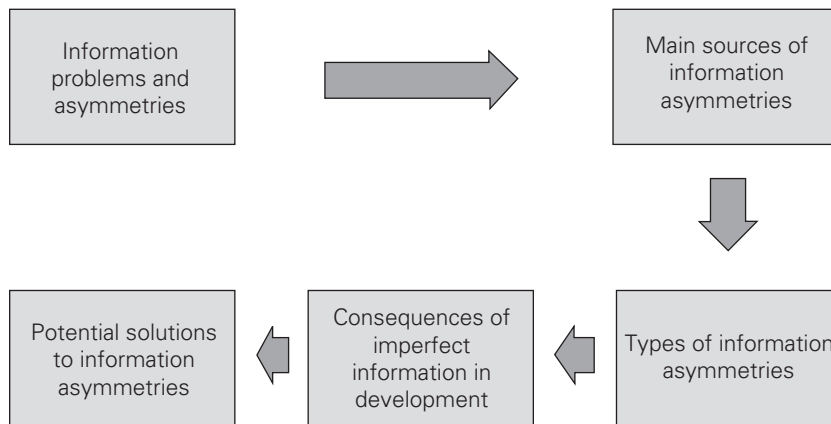 Information
problems and
asymmetries
Main sources of
information
asymmetries
Types of information
asymmetries
Consequences of
imperfect
information in
development
Potential solutions
to information
asymmetries